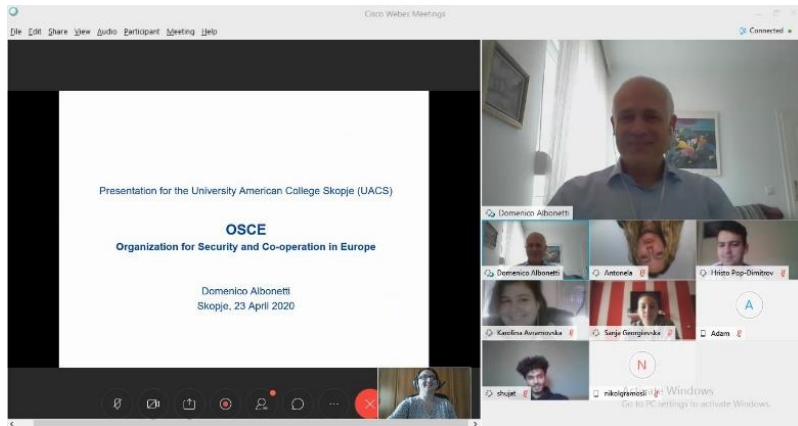 Cisco Webex Meetings
File Edit Share View Audio Participant Meeting Help
Connected
Presentation for the University American College Skopje (UACS)
OSCE
Organization for Security and Co-operation in Europe
Domenico Albonetti
Skopje, 23 April 2020
Domenico Albonetti
Domenico Albonetti
Antonela
Hristo Pop-Dimitrov
Karolina Avramovska
Sanja Georgievska
A
Adam
shujat
N
nikolgramosli
Activate Windows
Go to PC settings to activate Windows.